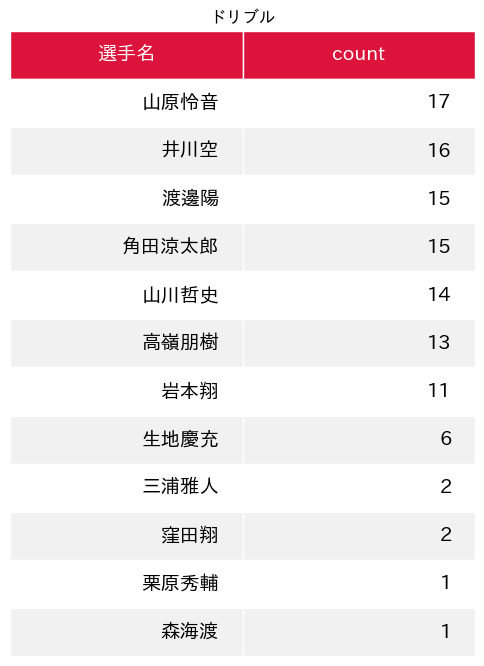 ドリブル
選手名 count
山原怜音 17
井川空 16
渡邊陽 15
角田涼太郎 15
山川哲史 14
高嶺朋樹 13
岩本翔 11
生地慶充 6
三浦雅人 2
窪田翔 2
栗原秀輔 1
森海渡 1